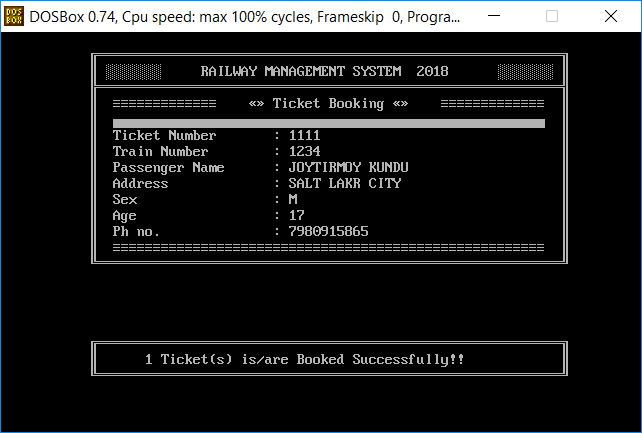 DOSBox 0.74, Cpu speed: max 100% cycles, Frameskip 0, Progra...
RAILWAY MANAGEMENT SYSTEM 2018
«» Ticket Booking «»
Ticket Number : 1111
Train Number : 1234
Passenger Name : JOYTIRMOY KUNDU
Address : SALT LAKR CITY
Sex : M
Age : 17
Ph no. : 7980915865
1 Ticket(s) is/are Booked Successfully!!